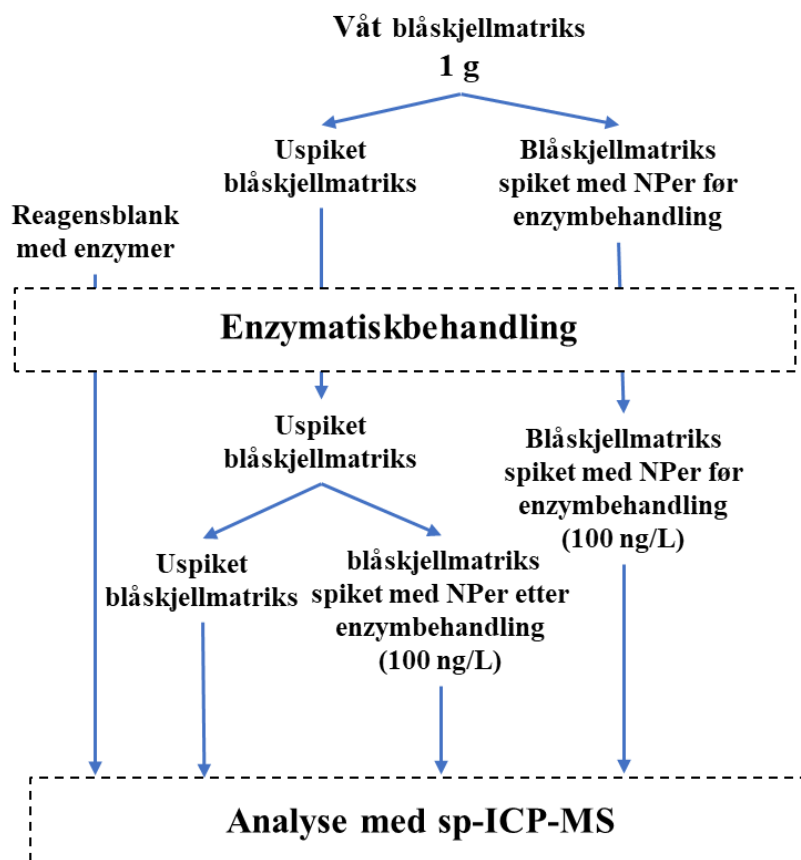 Våt blåskjellmatriks
1 g
Uspiket
blåskjellmatriks
Blåskjellmatriks
spiket med NPer før
enzymbehandling
Reagensblank
med enzymer
Enzymatiskbehandling
Uspiket
blåskjellmatriks
Blåskjellmatriks
spiket med NPer før
enzymbehandling
(100 ng/L)
Uspiket
blåskjellmatriks
blåskjellmatriks
spiket med NPer etter
enzymbehandling
(100 ng/L)
Analyse med sp-ICP-MS